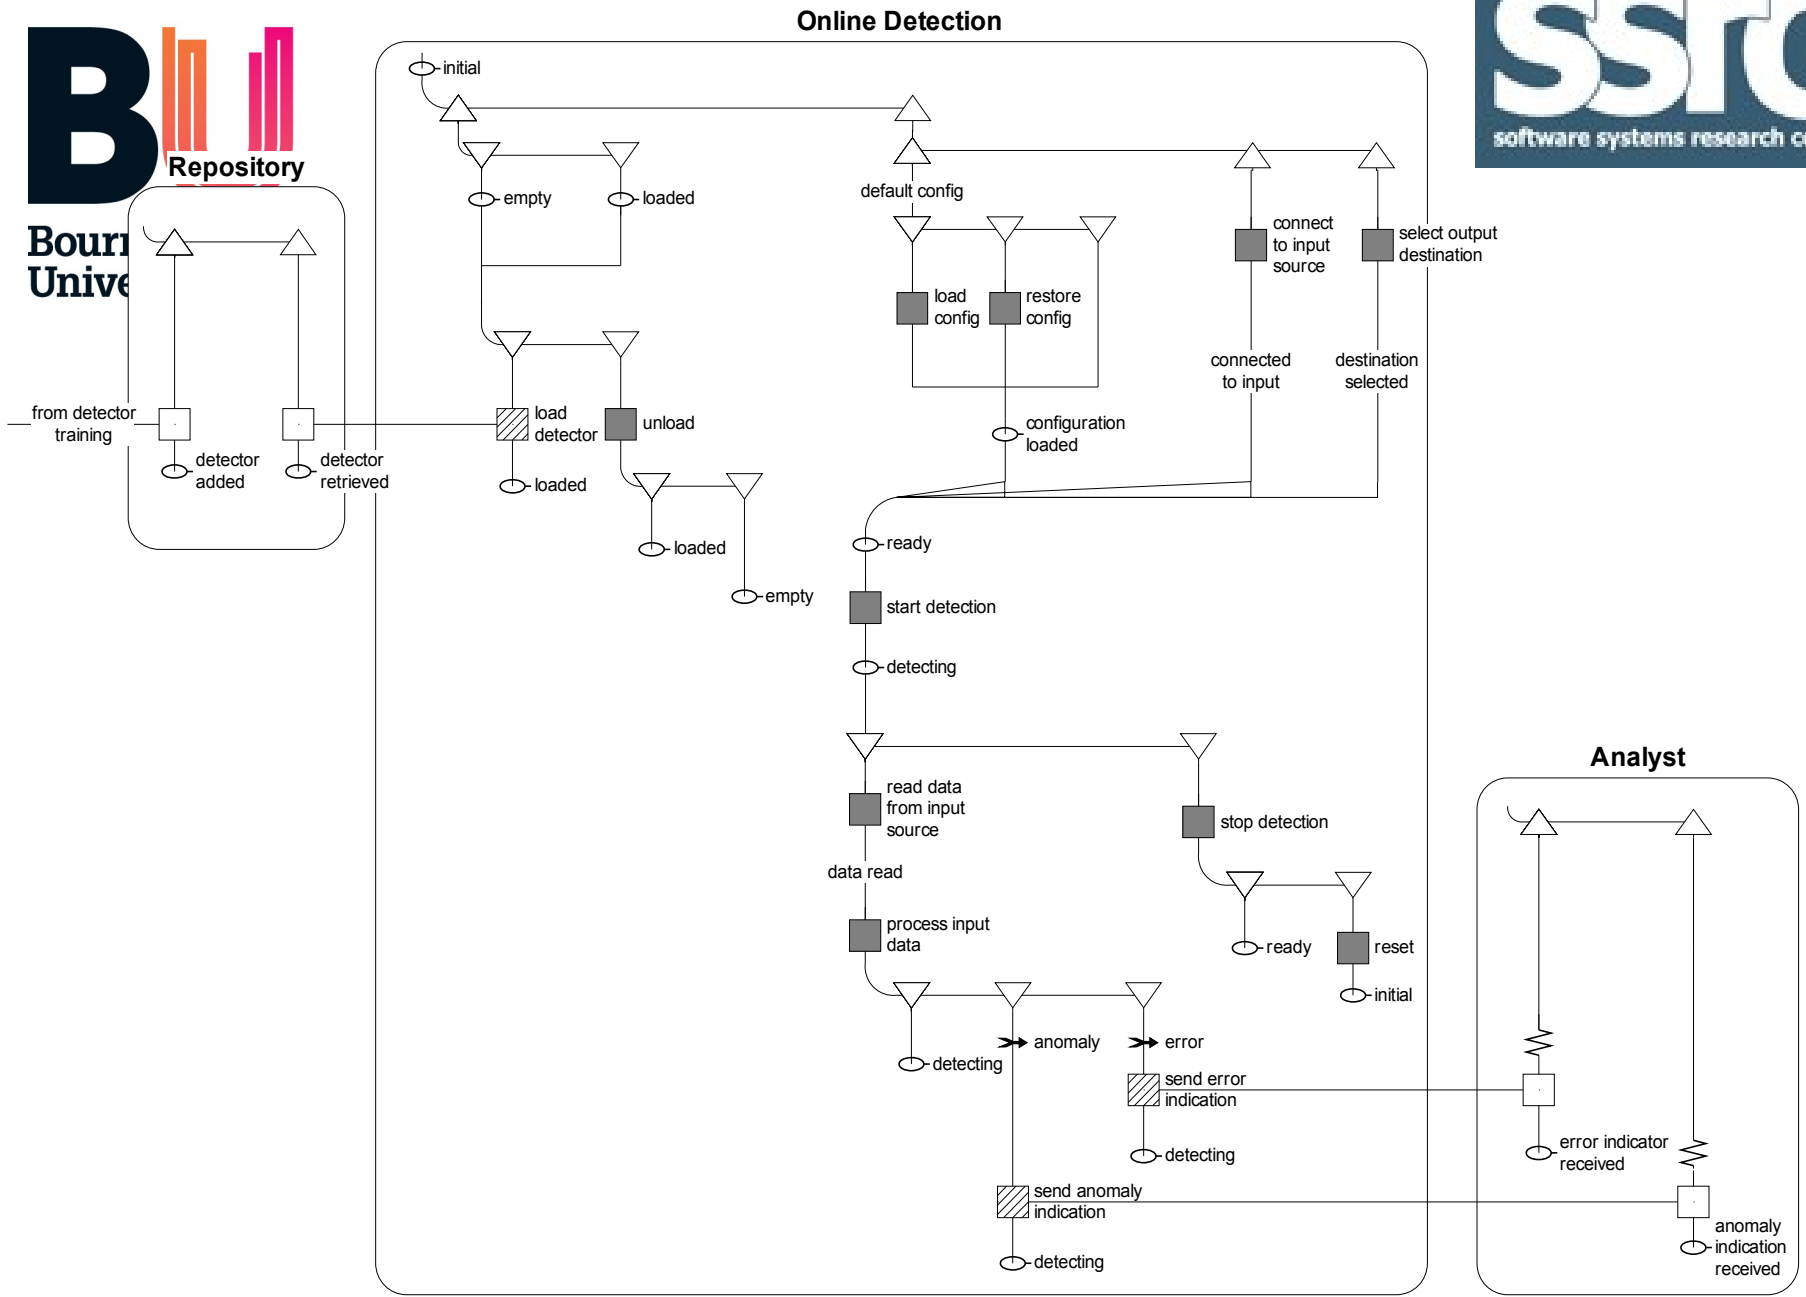 Online Detection
BU
Bour
Unive
ssrc
software systems research ce
Repository
from detector
training
detector
added
detector
retrieved
initial
empty
loaded
load
detector
unload
loaded
loaded
empty
default config
load
config
restore
config
configuration
loaded
connect
to input
source
select output
destination
connected
to input
destination
selected
ready
start detection
detecting
read data
from input
source
data read
process input
data
stop detection
ready
reset
initial
detecting
anomaly
error
send error
indication
detecting
send anomaly
indication
detecting
Analyst
error indicator
received
anomaly
indication
received